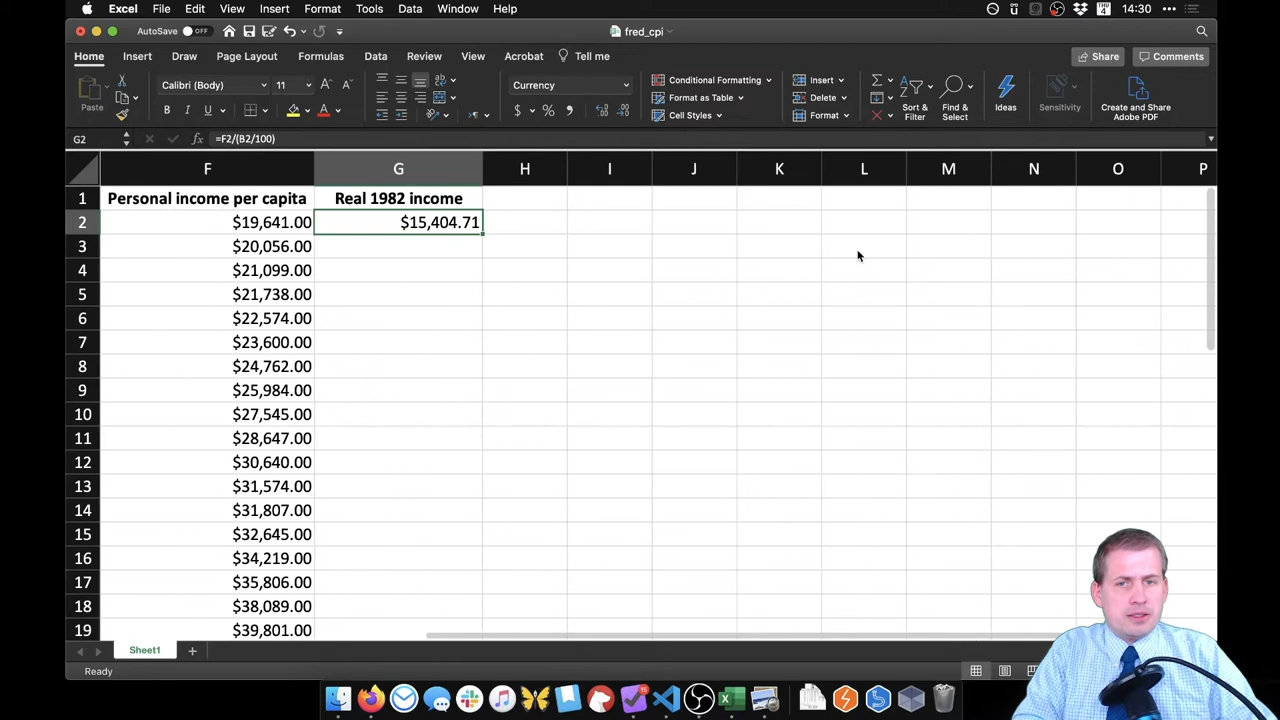 Excel File Edit View Insert Format Tools Data Window Help THU 4 14:30
AutoSave OFF fred_cpi
Home Insert Draw Page Layout Formulas Data Review View Acrobat Tell me Share Comments
Paste Calibri (Body) 11 A A ab Currency Conditional Formatting Insert Sort & Filter Find & Select Ideas Sensitivity Create and Share Adobe PDF
B I U A $ % Format as Table Delete
Cell Styles Format
G2 fx =F2/(B2/100)
F G H I J K L M N O P
1 Personal income per capita Real 1982 income
2 $19,641.00 $15,404.71
3 $20,056.00
4 $21,099.00
5 $21,738.00
6 $22,574.00
7 $23,600.00
8 $24,762.00
9 $25,984.00
10 $27,545.00
11 $28,647.00
12 $30,640.00
13 $31,574.00
14 $31,807.00
15 $32,645.00
16 $34,219.00
17 $35,806.00
18 $38,089.00
19 $39,801.00
Sheet1
Ready